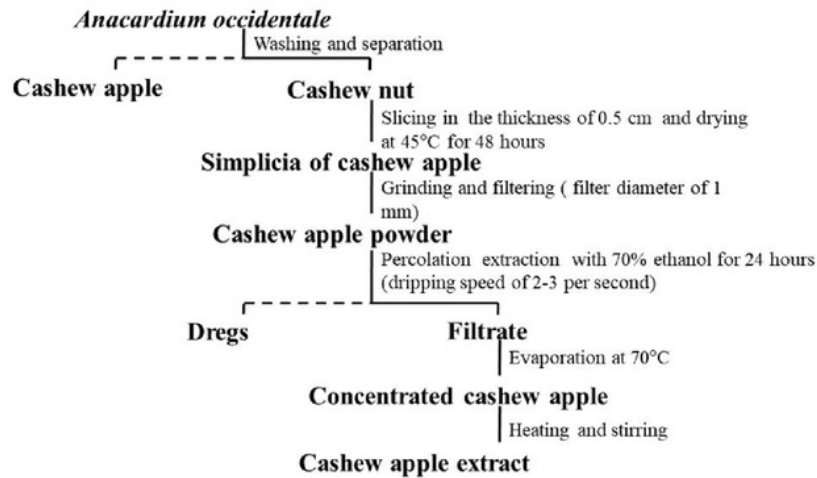 Anacardium occidentale
Washing and separation
Cashew apple
Cashew nut
Slicing in the thickness of 0.5 cm and drying
at 45°C for 48 hours
Simplicia of cashew apple
Grinding and filtering ( filter diameter of 1
mm)
Cashew apple powder
Percolation extraction with 70% ethanol for 24 hours
(dripping speed of 2-3 per second)
Dregs
Filtrate
Evaporation at 70°C
Concentrated cashew apple
Heating and stirring
Cashew apple extract